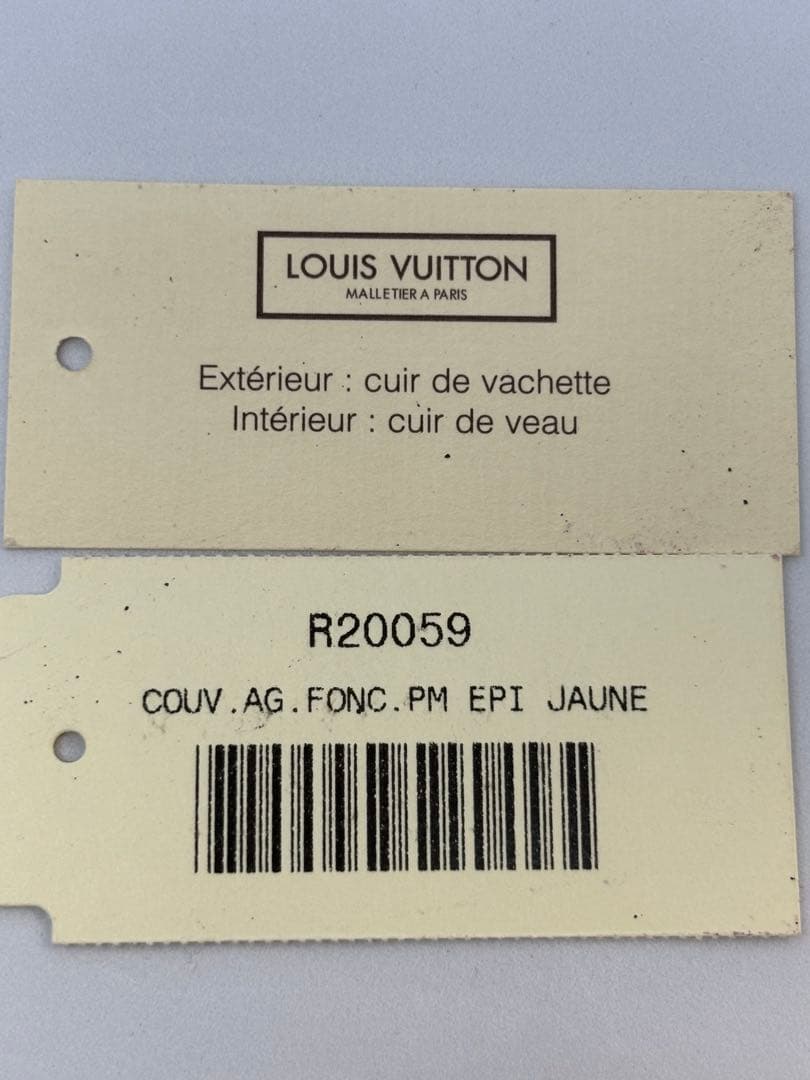 LOUIS VUITTON
MALLETIER A PARIS
Extérieur : cuir de vachette
Intérieur : cuir de veau
R20059
COUV.AG.FONC.PM EPI JAUNE